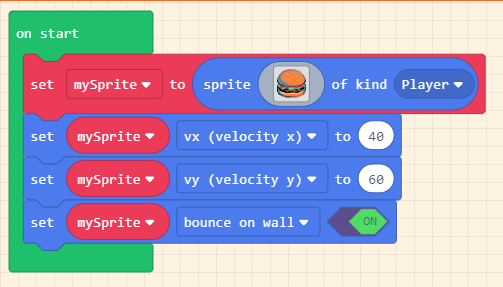 on start
set mySprite to sprite of kind Player
set mySprite vx (velocity x) to 40
set mySprite vy (velocity y) to 60
set mySprite bounce on wall ON